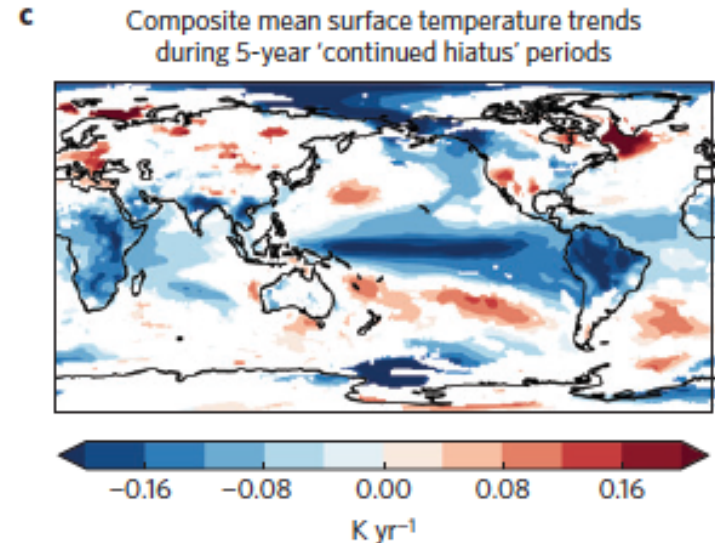 c
Composite mean surface temperature trends
during 5-year ‘continued hiatus’ periods
−0.16 −0.08 0.00 0.08 0.16
K yr⁻¹